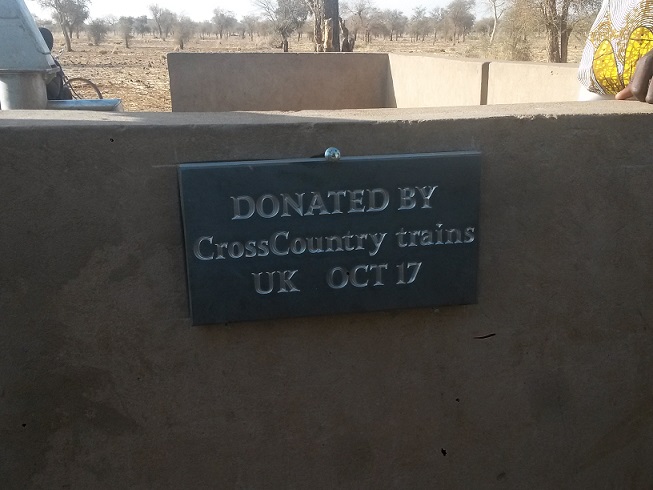 DONATED BY
CrossCountry trains
UK OCT 17